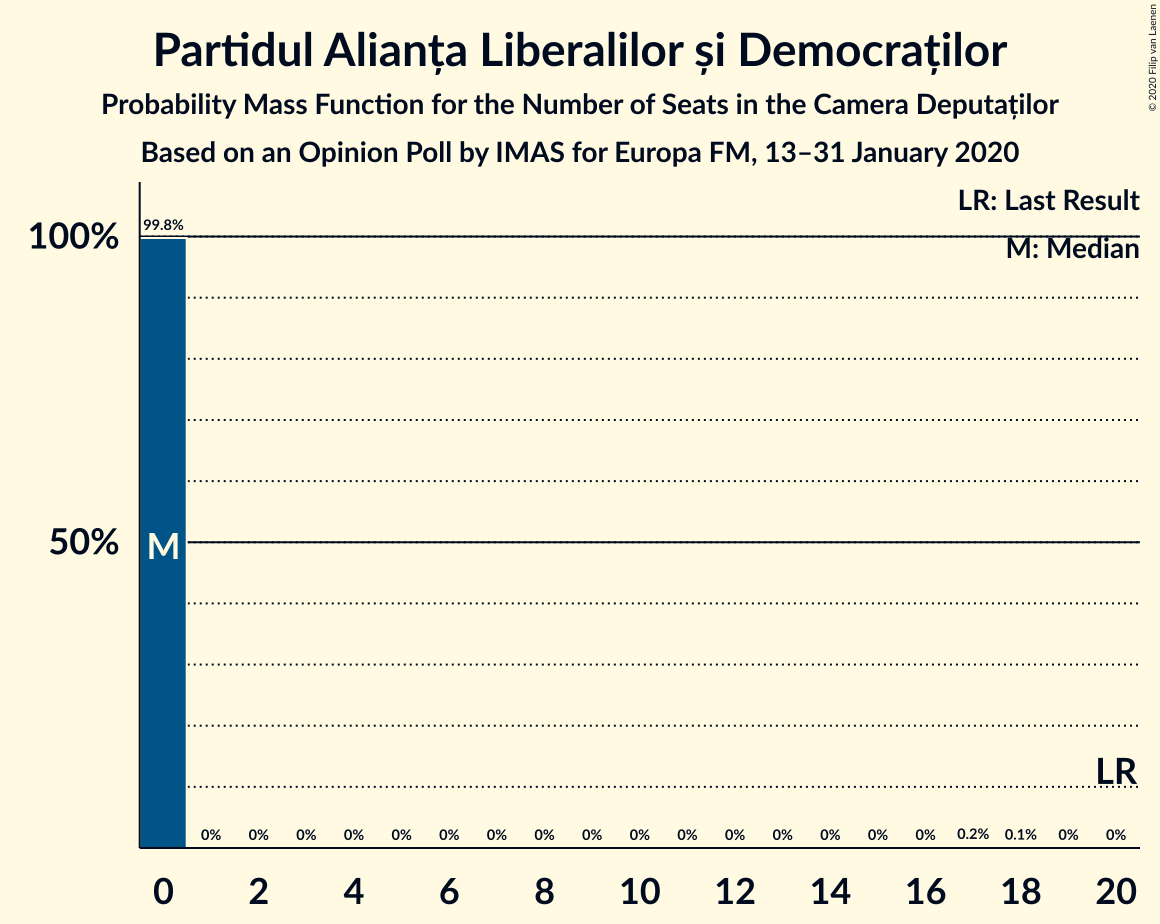 Partidul Alianța Liberalilor și Democraților
Probability Mass Function for the Number of Seats in the Camera Deputaților
Based on an Opinion Poll by IMAS for Europa FM, 13–31 January 2020
© 2020 Filip van Laenen
LR: Last Result
M: Median
100%
99.8%
50%
M
LR
0% 0% 0% 0% 0% 0% 0% 0% 0% 0% 0% 0% 0% 0% 0% 0% 0.2% 0.1% 0% 0%
0 2 4 6 8 10 12 14 16 18 20